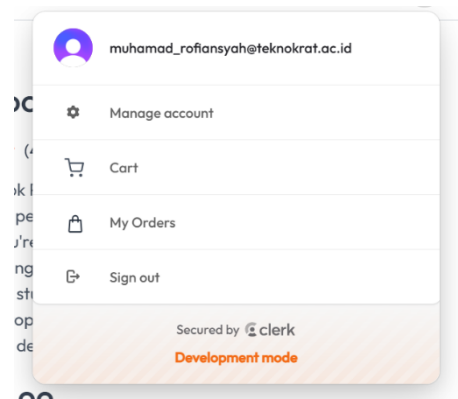 muhamad_rofiansyah@teknokrat.ac.id
Manage account
Cart
My Orders
Sign out
Secured by clerk
Development mode